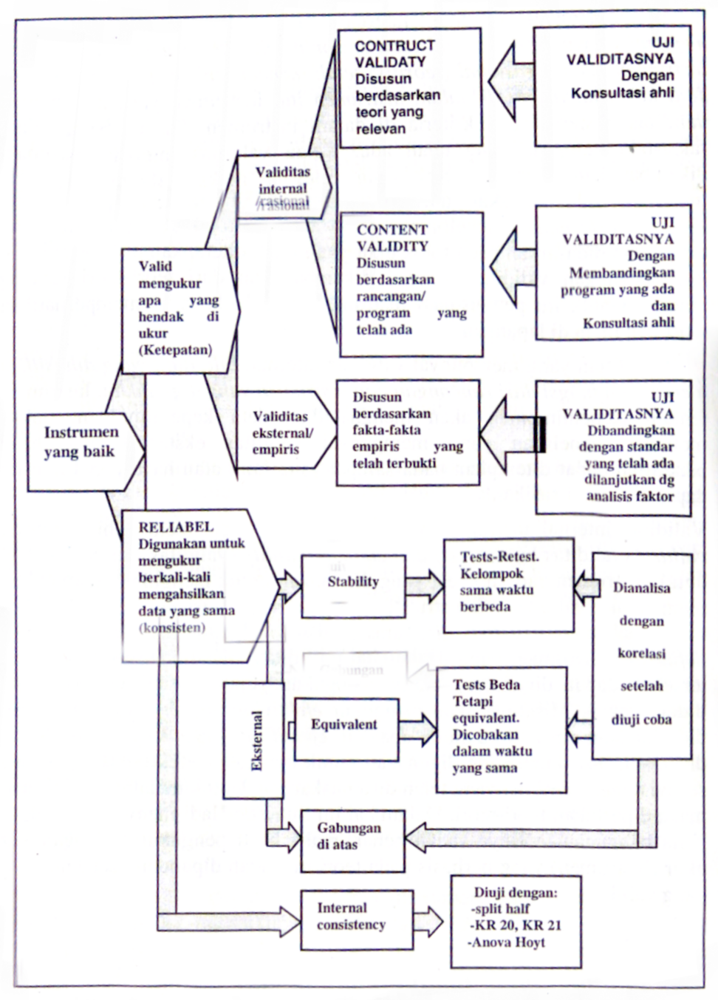 CONTRUCT
VALIDATY
Disusun
berdasarkan
teori yang
relevan
UJI
VALIDITASNYA
Dengan
Konsultasi ahli
Validitas
internal
/rasional
CONTENT
VALIDITY
Disusun
berdasarkan
rancangan/
program yang
telah ada
UJI
VALIDITASNYA
Dengan
Membandingkan
program yang ada
dan
Konsultasi ahli
Valid
mengukur
apa yang
hendak di
ukur
(Ketepatan)
Validitas
eksternal/
empiris
Disusun
berdasarkan
fakta-fakta
empiris yang
telah terbukti
UJI
VALIDITASNYA
Dibandingkan
dengan standar
yang telah ada
dilanjutkan dg
analisis faktor
Instrumen
yang baik
RELIABEL
Digunakan untuk
mengukur
berkali-kali
mengahsilkan
data yang sama
(konsisten)
Stability
Tests-Retest.
Kelompok
sama waktu
berbeda
Dianalisa
dengan
korelasi
setelah
diuji coba
Gabungan
Eksternal
Equivalent
Tests Beda
Tetapi
equivalent.
Dicobakan
dalam waktu
yang sama
Gabungan
di atas
Internal
consistency
Diuji dengan:
-split half
-KR 20, KR 21
-Anova Hoyt